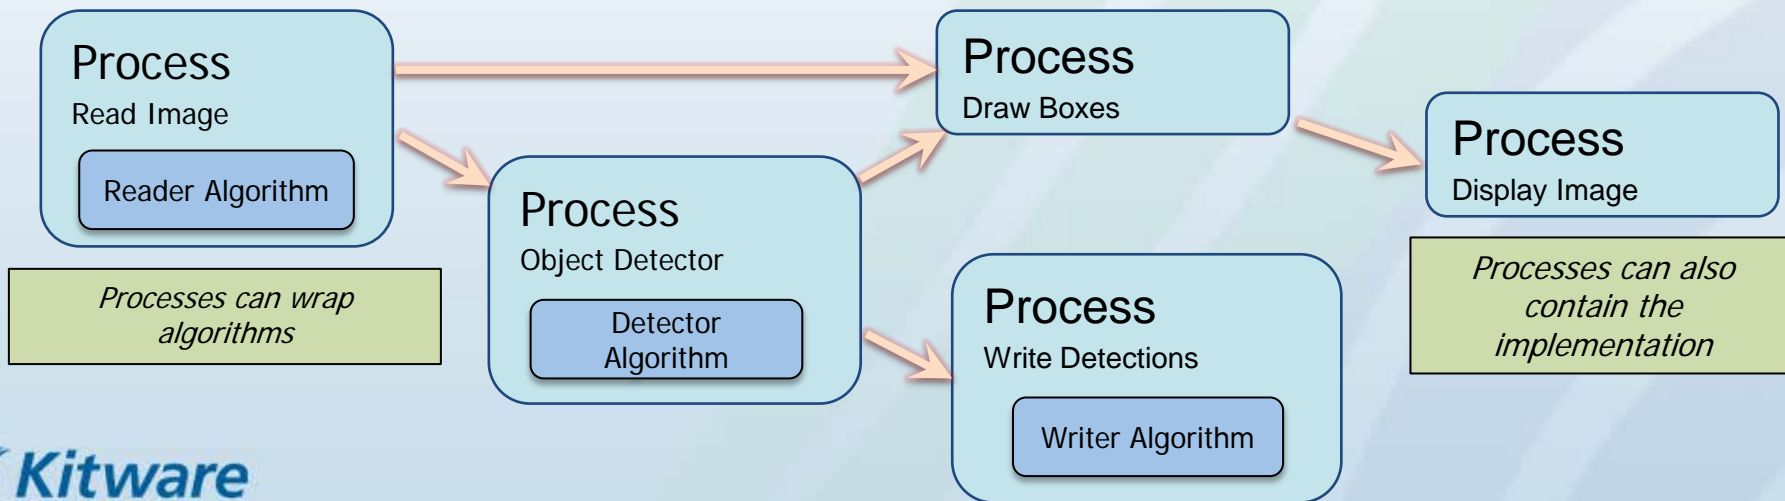 Process
Read Image
Reader Algorithm
Processes can wrap
algorithms
Process
Object Detector
Detector
Algorithm
Process
Draw Boxes
Process
Write Detections
Writer Algorithm
Process
Display Image
Processes can also
contain the
implementation
Kitware